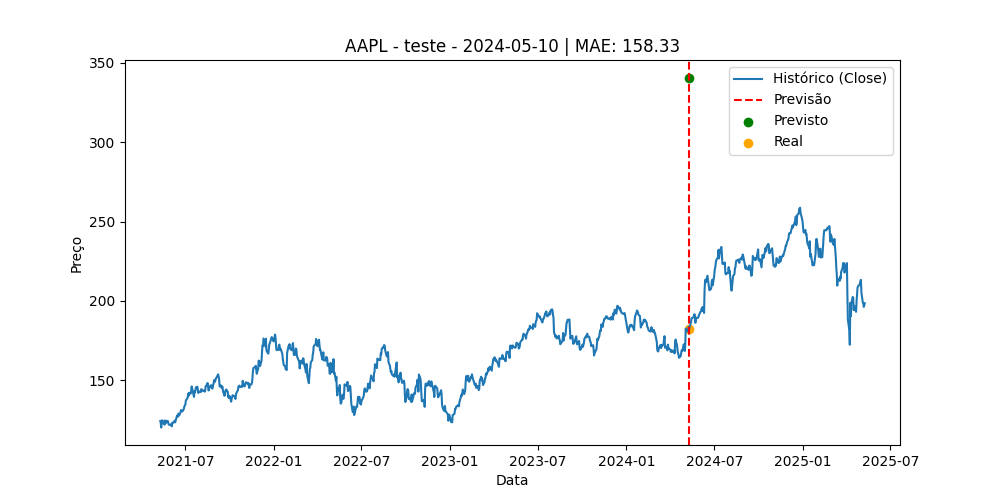 AAPL - teste - 2024-05-10 | MAE: 158.33
Preço
350
300
250
200
150
Histórico (Close)
Previsão
Previsto
Real
2021-07 2022-01 2022-07 2023-01 2023-07 2024-01 2024-07 2025-01 2025-07
Data